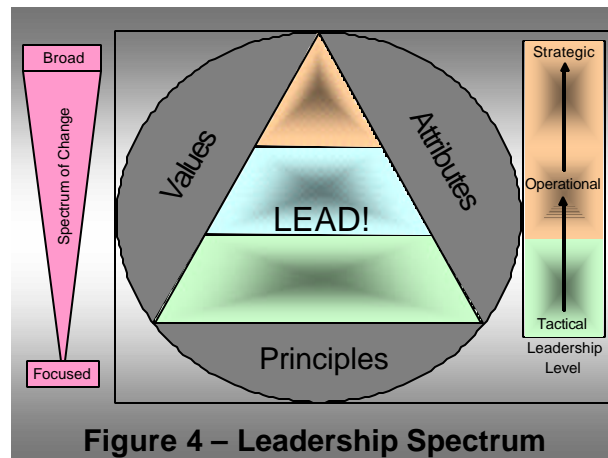 Broad
Spectrum of Change
Focused
Values
Attributes
LEAD!
Principles
Strategic
Operational
Tactical
Leadership
Level
Figure 4 – Leadership Spectrum